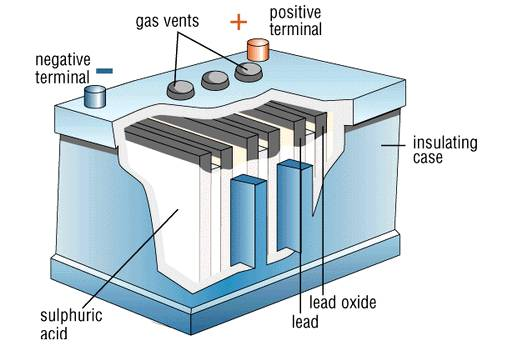 gas vents
+
positive
terminal
negative
terminal
-
insulating
case
lead oxide
lead
sulphuric
acid